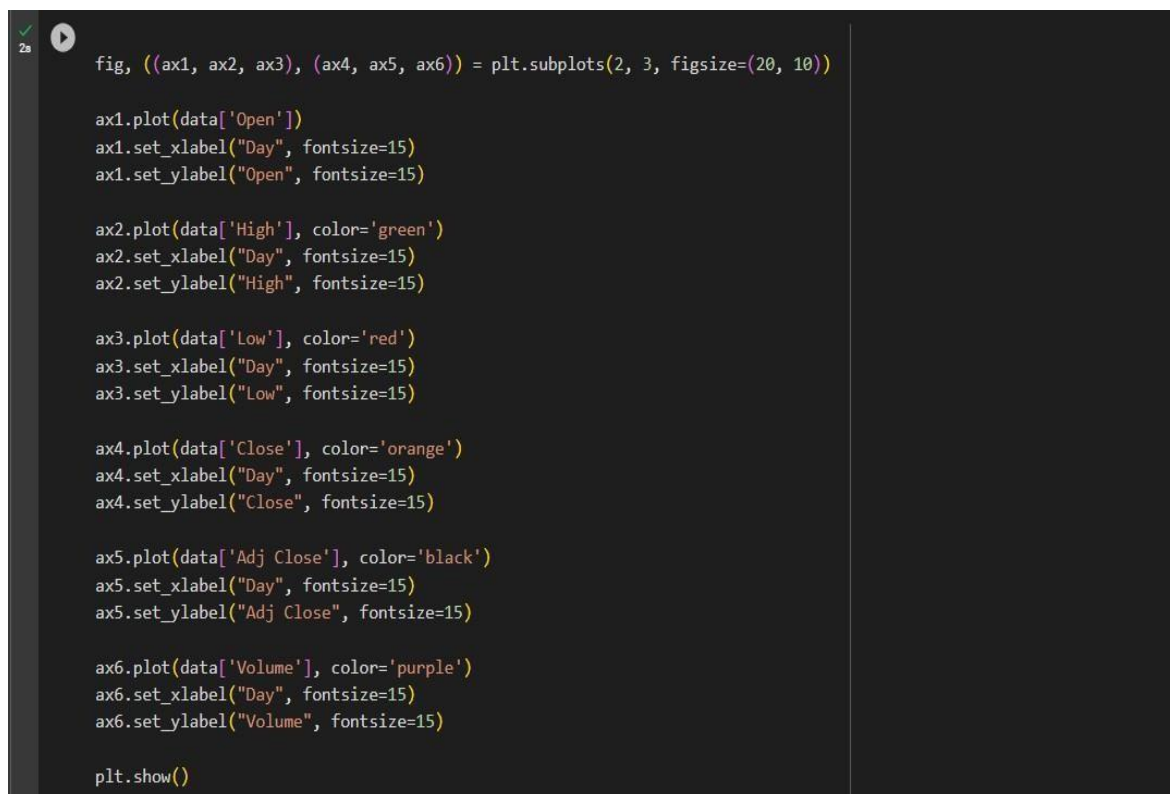 2s
fig, ((ax1, ax2, ax3), (ax4, ax5, ax6)) = plt.subplots(2, 3, figsize=(20, 10))
ax1.plot(data['Open'])
ax1.set_xlabel("Day", fontsize=15)
ax1.set_ylabel("Open", fontsize=15)
ax2.plot(data['High'], color='green')
ax2.set_xlabel("Day", fontsize=15)
ax2.set_ylabel("High", fontsize=15)
ax3.plot(data['Low'], color='red')
ax3.set_xlabel("Day", fontsize=15)
ax3.set_ylabel("Low", fontsize=15)
ax4.plot(data['Close'], color='orange')
ax4.set_xlabel("Day", fontsize=15)
ax4.set_ylabel("Close", fontsize=15)
ax5.plot(data['Adj Close'], color='black')
ax5.set_xlabel("Day", fontsize=15)
ax5.set_ylabel("Adj Close", fontsize=15)
ax6.plot(data['Volume'], color='purple')
ax6.set_xlabel("Day", fontsize=15)
ax6.set_ylabel("Volume", fontsize=15)
plt.show()